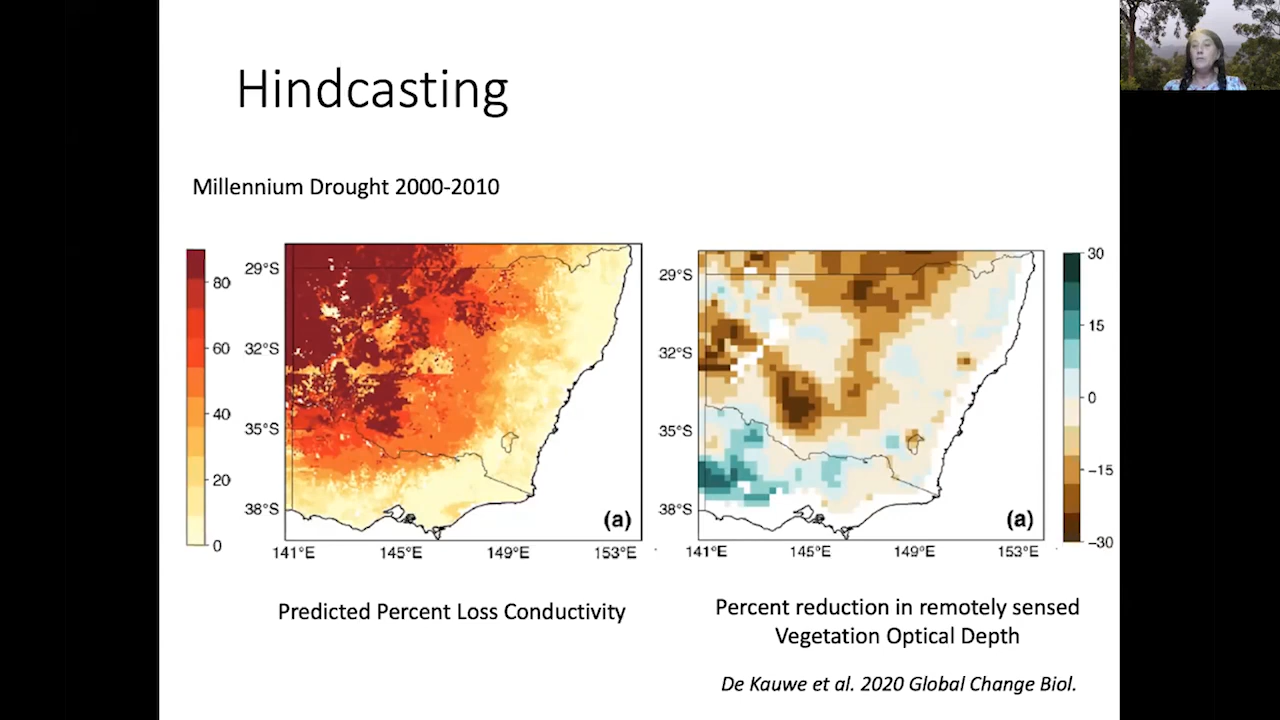 Hindcasting
Millennium Drought 2000-2010
80
60
40
20
0
29°S
32°S
35°S
38°S
141°E
145°E
149°E
153°E
(a)
Predicted Percent Loss Conductivity
29°S
32°S
35°S
38°S
141°E
145°E
149°E
153°E
(a)
30
15
0
−15
−30
Percent reduction in remotely sensed
Vegetation Optical Depth
De Kauwe et al. 2020 Global Change Biol.